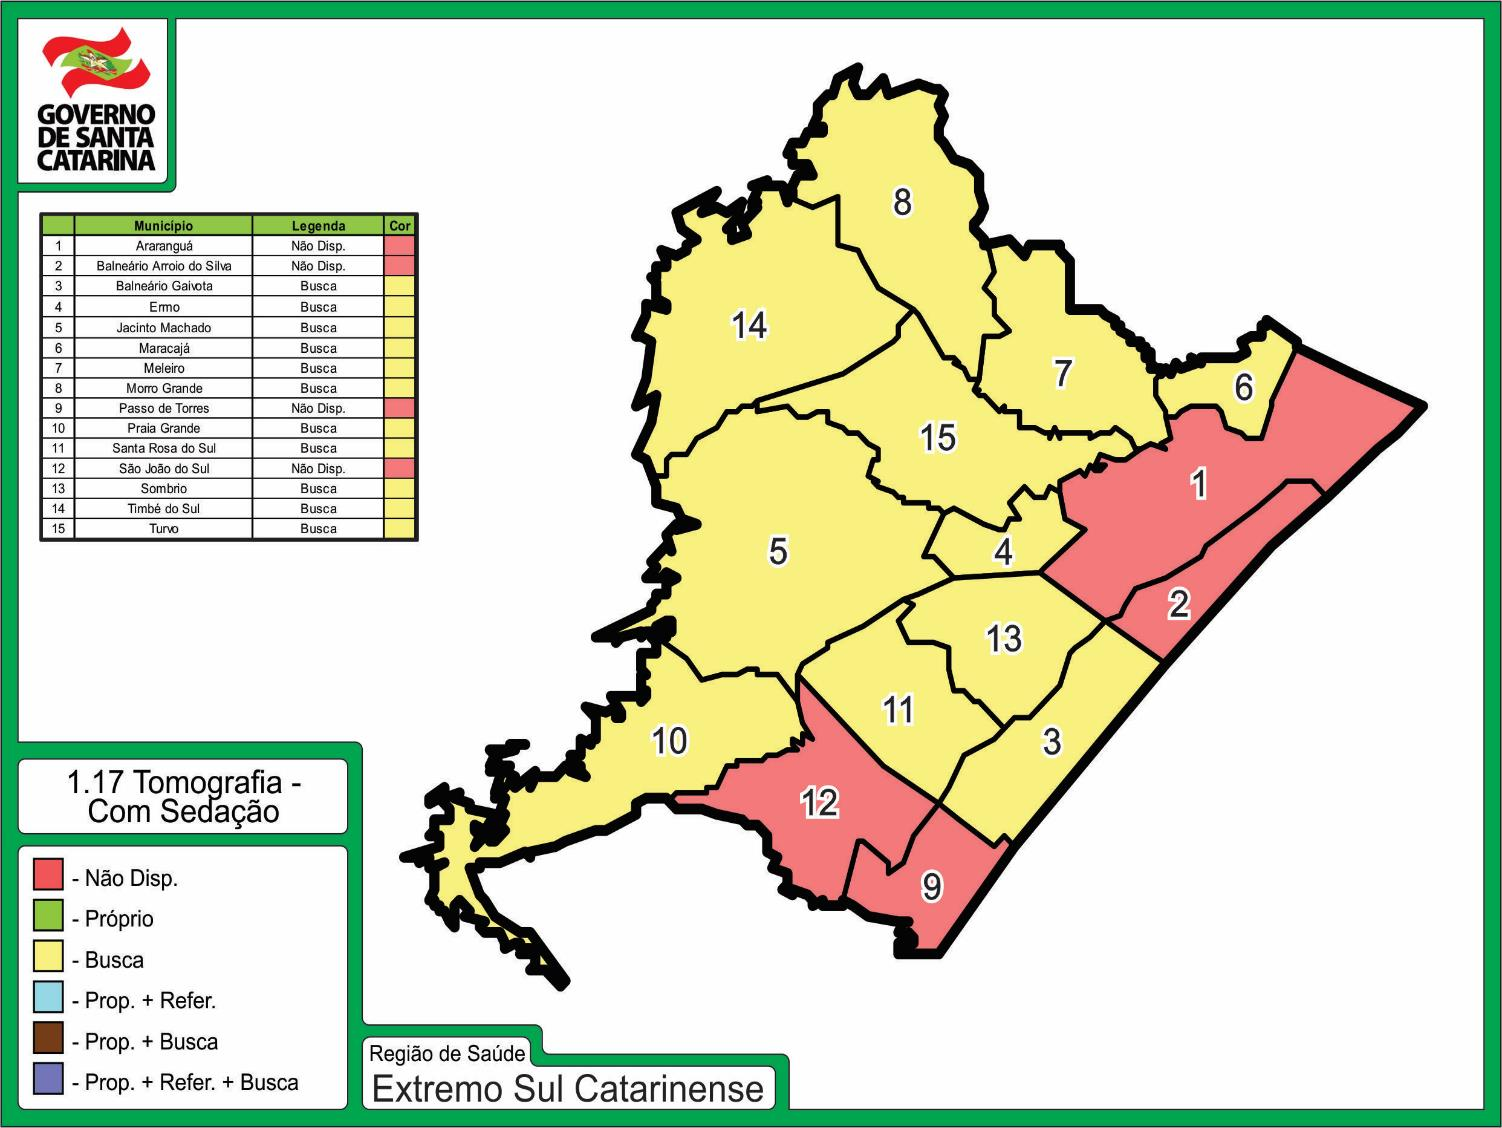 GOVERNO
DE SANTA
CATARINA
Município Legenda Cor
1 Araranguá Não Disp.
2 Balneário Arroio do Silva Não Disp.
3 Balneário Gaivota Busca
4 Ermo Busca
5 Jacinto Machado Busca
6 Maracajá Busca
7 Meleiro Busca
8 Morro Grande Busca
9 Passo de Torres Não Disp.
10 Praia Grande Busca
11 Santa Rosa do Sul Busca
12 São João do Sul Não Disp.
13 Sombrio Busca
14 Timbé do Sul Busca
15 Turvo Busca
8
14
7
6
15
1
5
4
2
13
11
3
10
12
9
1.17 Tomografia -
Com Sedação
- Não Disp.
- Próprio
- Busca
- Prop. + Refer.
- Prop. + Busca
- Prop. + Refer. + Busca
Região de Saúde
Extremo Sul Catarinense